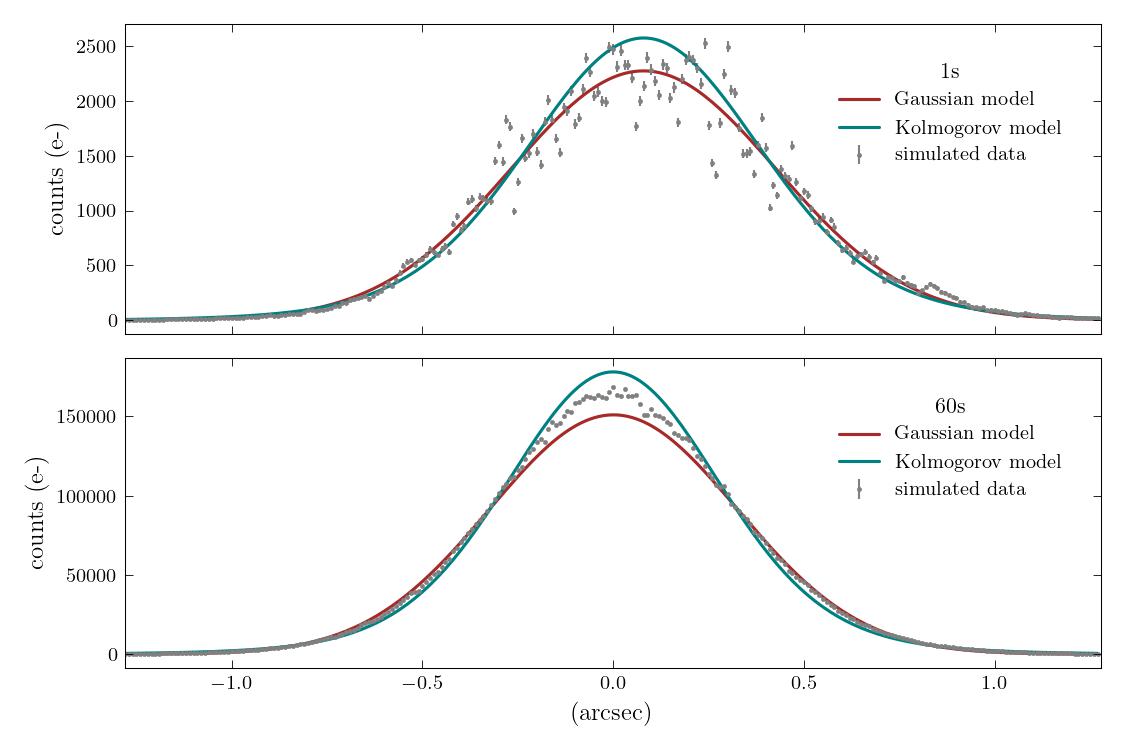 2500
2000
1500
1000
500
0
counts (e-)
1s
Gaussian model
Kolmogorov model
simulated data
150000
100000
50000
0
counts (e-)
60s
Gaussian model
Kolmogorov model
simulated data
−1.0 −0.5 0.0 0.5 1.0
(arcsec)